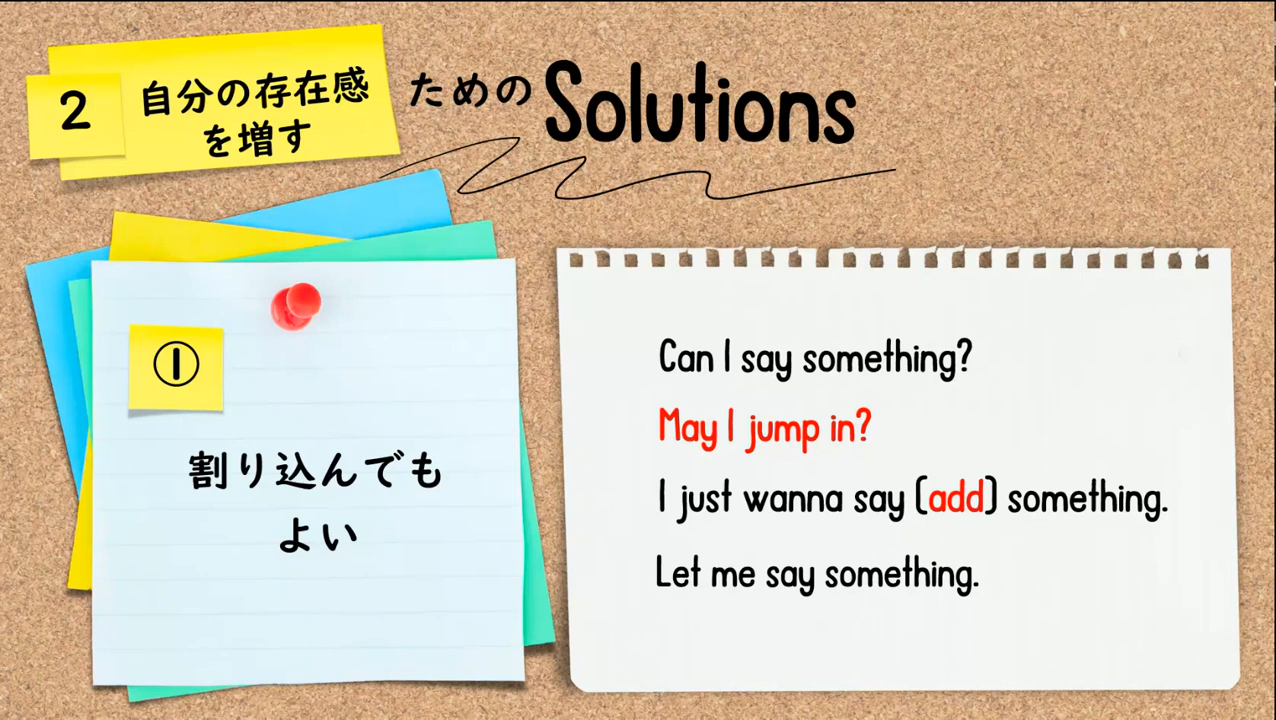 2
自分の存在感
を増す
ための Solutions
①
割り込んでも
よい
Can I say something?
May I jump in?
I just wanna say (add) something.
Let me say something.